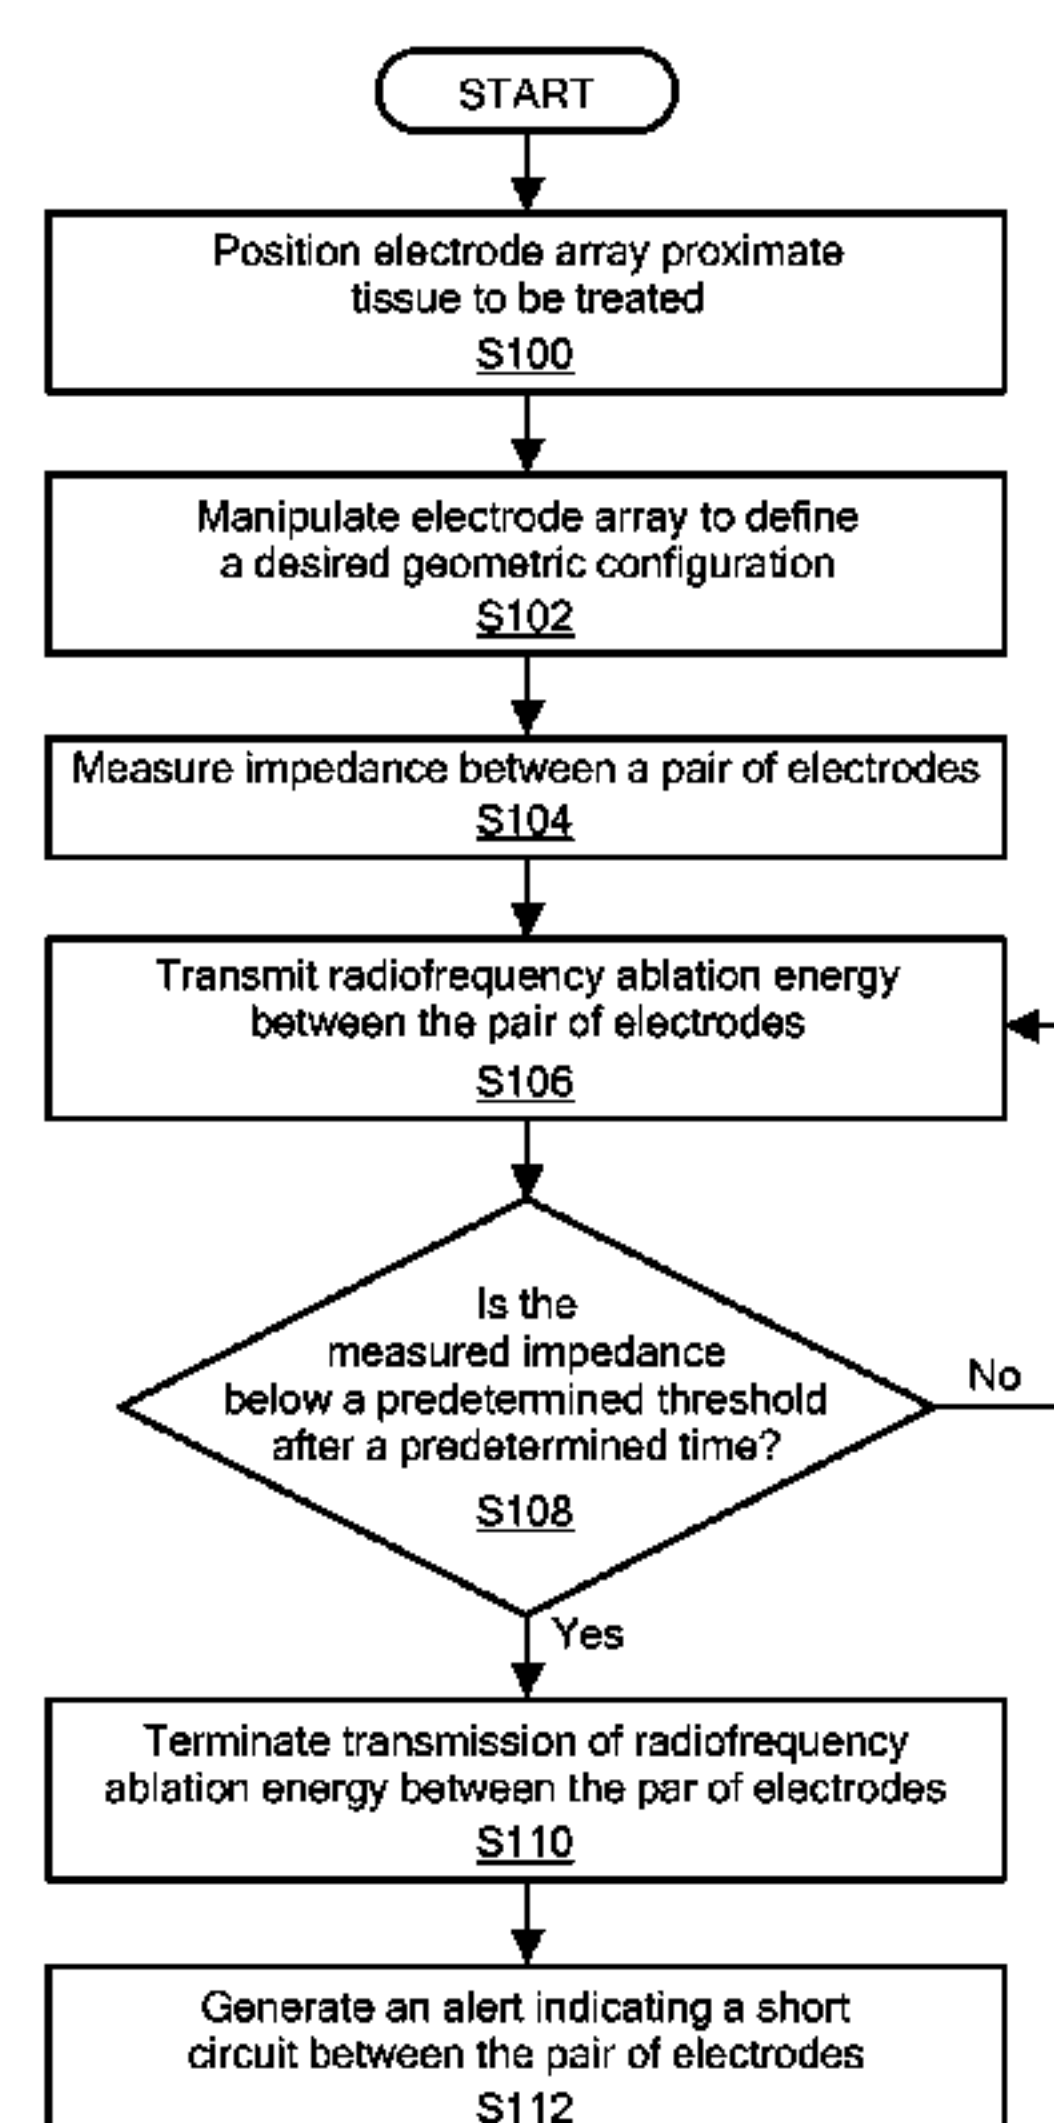 START
Position electrode array proximate
tissue to be treated
S100
Manipulate electrode array to define
a desired geometric configuration
S102
Measure impedance between a pair of electrodes
S104
Transmit radiofrequency ablation energy
between the pair of electrodes
S106
Is the
measured impedance
below a predetermined threshold
after a predetermined time?
S108
No
Yes
Terminate transmission of radiofrequency
ablation energy between the par of electrodes
S110
Generate an alert indicating a short
circuit between the pair of electrodes
S112